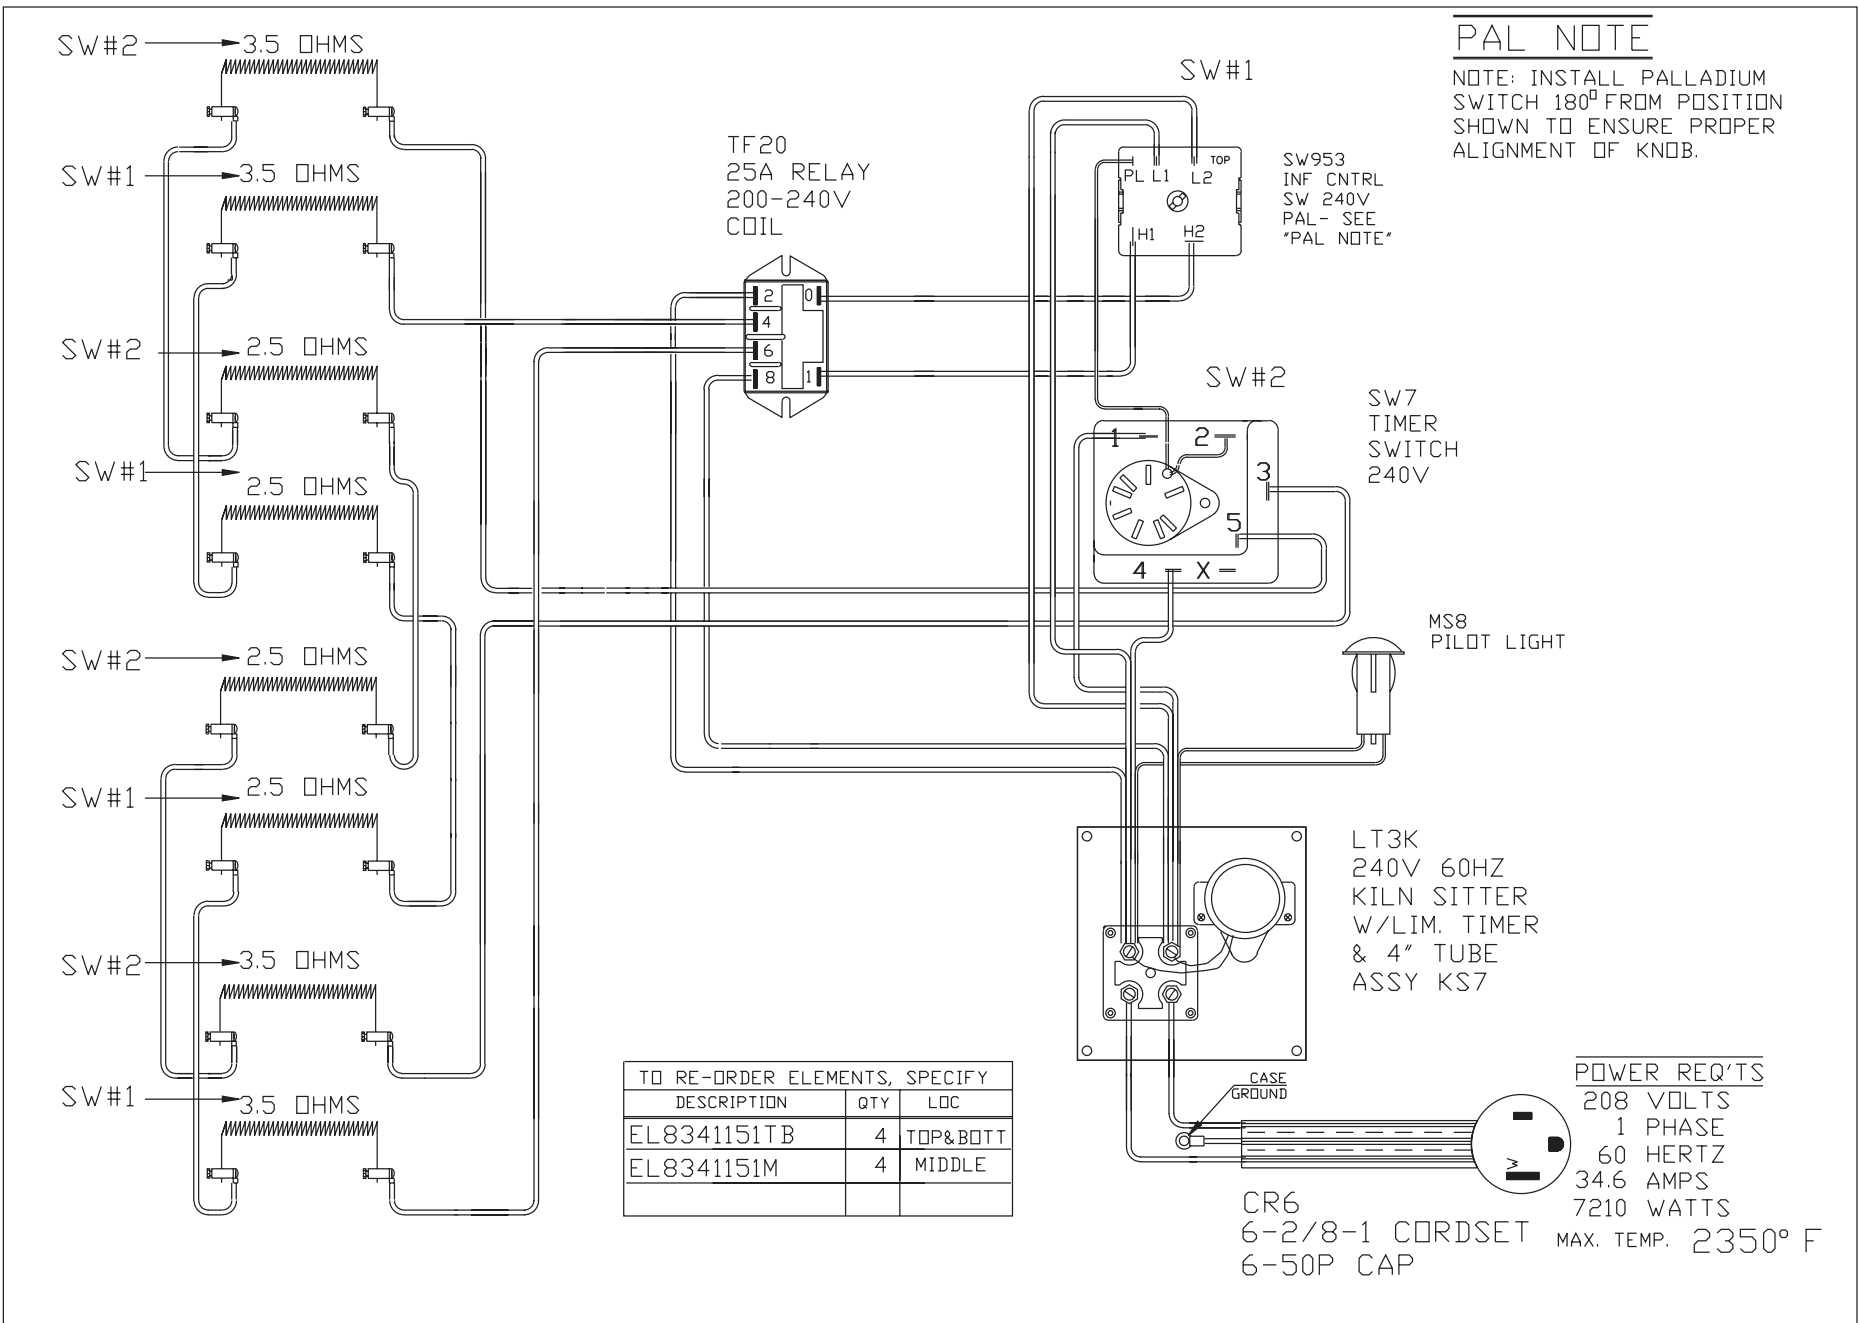 SW#2
3.5 OHMS
SW#1
3.5 OHMS
SW#2
2.5 OHMS
SW#1
2.5 OHMS
SW#2
2.5 OHMS
SW#1
2.5 OHMS
SW#2
3.5 OHMS
SW#1
3.5 OHMS
TF20
25A RELAY
200-240V
COIL
2
0
4
6
8
1
SW#1
PL L1
L2
TOP
H1
H2
SW953
INF CNTRL
SW 240V
PAL- SEE
"PAL NOTE"
PAL NOTE
NOTE: INSTALL PALLADIUM
SWITCH 180° FROM POSITION
SHOWN TO ENSURE PROPER
ALIGNMENT OF KNOB.
SW#2
1
2
3
5
4
X
SW7
TIMER
SWITCH
240V
MS8
PILOT LIGHT
LT3K
240V 60HZ
KILN SITTER
W/LIM. TIMER
& 4" TUBE
ASSY KS7
TO RE-ORDER ELEMENTS, SPECIFY
DESCRIPTION QTY LOC
EL8341151TB 4 TOP&BOTT
EL8341151M 4 MIDDLE
CASE
GROUND
W
CR6
6-2/8-1 CORDSET
6-50P CAP
POWER REQ'TS
208 VOLTS
1 PHASE
60 HERTZ
34.6 AMPS
7210 WATTS
MAX. TEMP. 2350° F